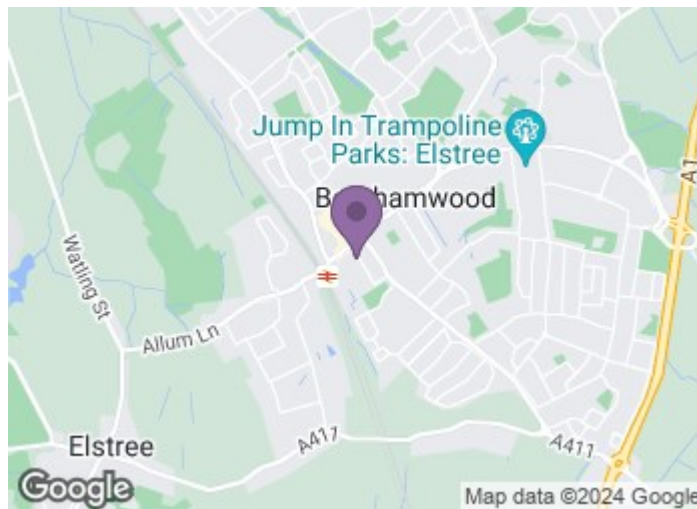 Jump In Trampoline
Parks: Elstree
A1
Watling St
Allum Ln
Elstree
A411
A411
Google
Map data ©2024 Google